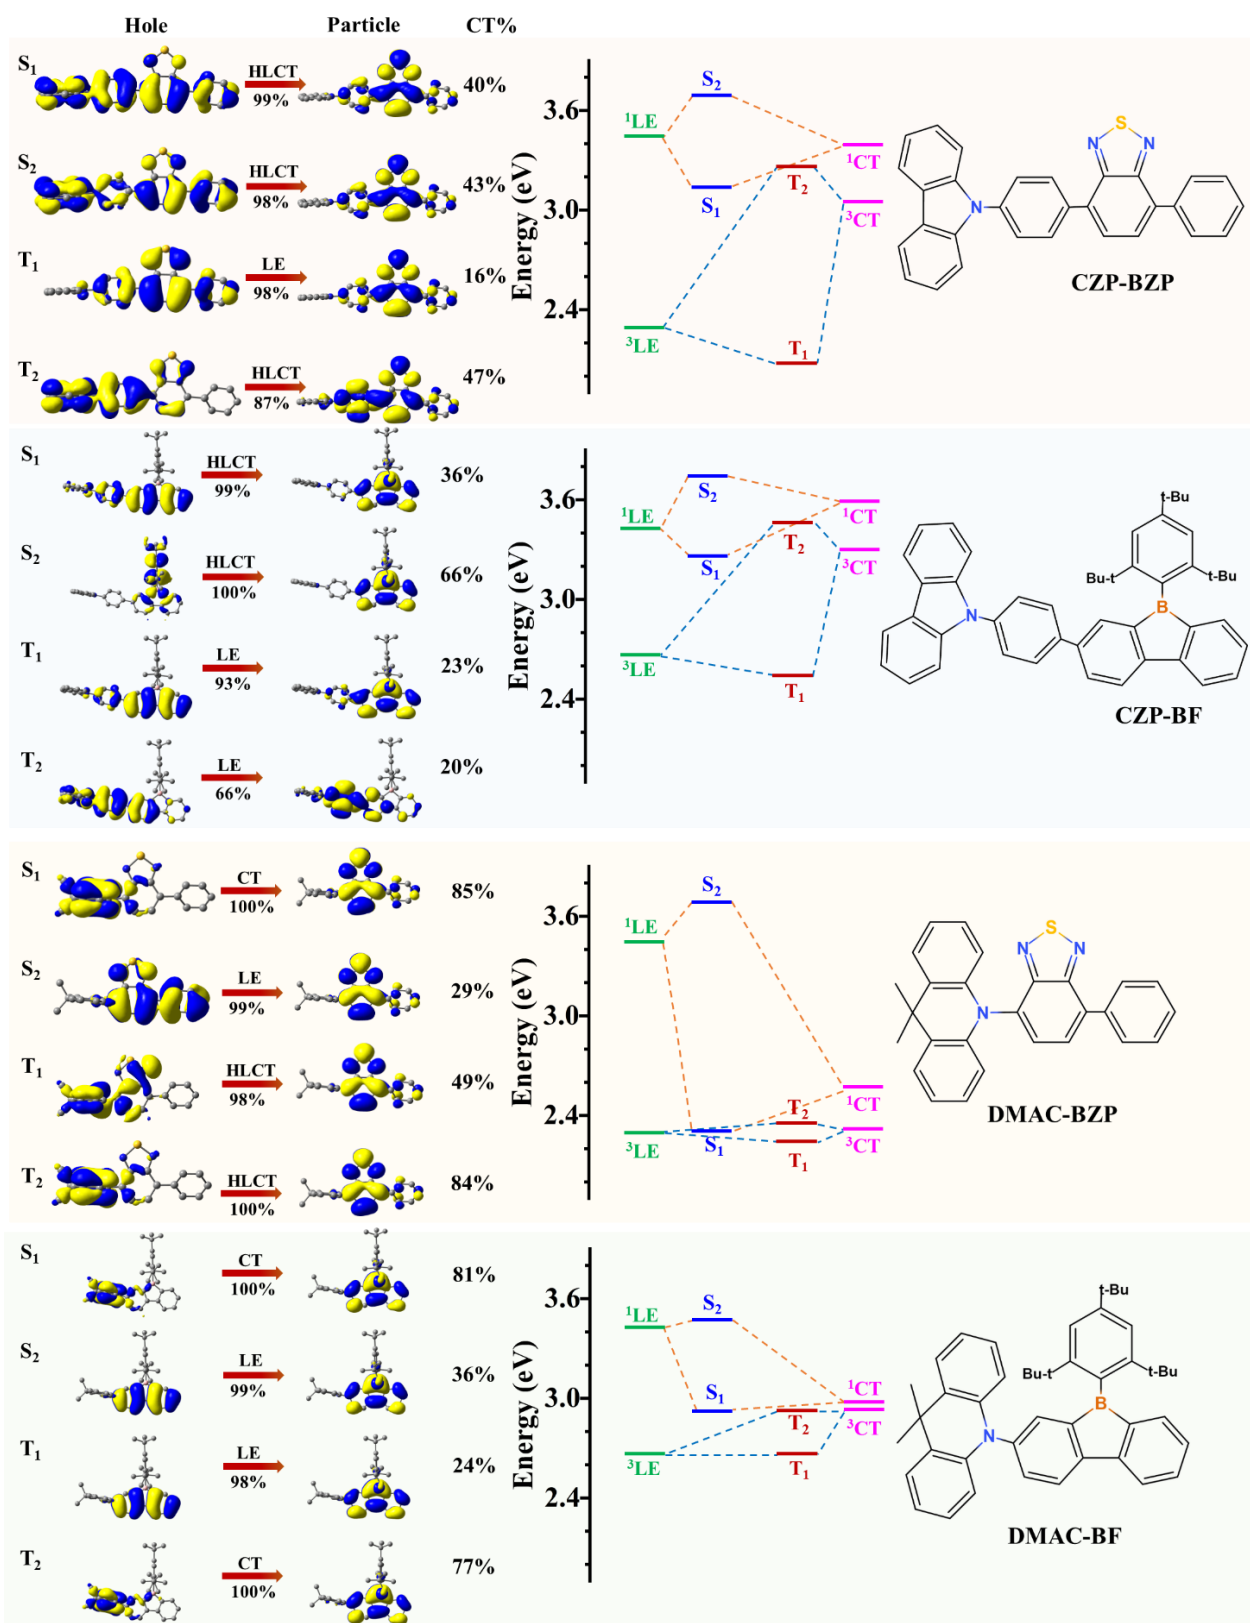 Hole Particle CT%
S1 HLCT 99% 40%
S2 HLCT 98% 43%
T1 LE 98% 16%
T2 HLCT 87% 47%
Energy (eV)
3.6
3.0
2.4
1LE
S2
1CT
T2
S1
3CT
3LE
T1
S
N N
N
CZP-BZP
S1 HLCT 99% 36%
S2 HLCT 100% 66%
T1 LE 93% 23%
T2 LE 66% 20%
Energy (eV)
3.6
3.0
2.4
S2
1LE
1CT
T2
S1
3CT
3LE
T1
t-Bu
Bu-t
t-Bu
B
N
CZP-BF
S1 CT 100% 85%
S2 LE 99% 29%
T1 HLCT 98% 49%
T2 HLCT 100% 84%
Energy (eV)
3.6
3.0
2.4
S2
1LE
1CT
T2
3LE
S1
3CT
T1
S
N N
N
DMAC-BZP
S1 CT 100% 81%
S2 LE 99% 36%
T1 LE 98% 24%
T2 CT 100% 77%
Energy (eV)
3.6
3.0
2.4
1LE
S2
1CT
S1
T2
3CT
3LE
T1
t-Bu
Bu-t
t-Bu
B
N
DMAC-BF